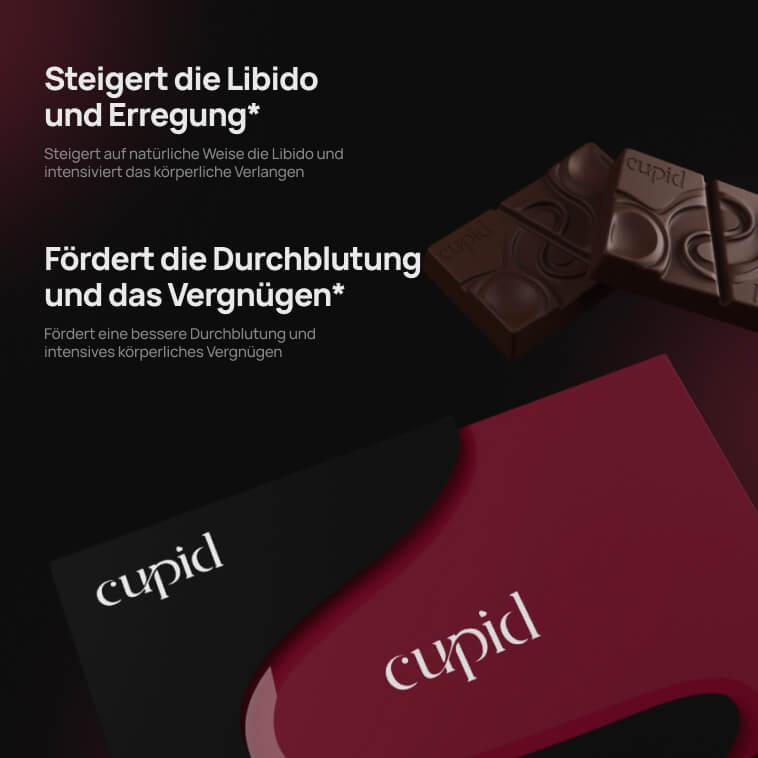 Steigert die Libido
und Erregung*
Steigert auf natürliche Weise die Libido und
intensiviert das körperliche Verlangen
Fördert die Durchblutung
und das Vergnügen*
Fördert eine bessere Durchblutung und
intensives körperliches Vergnügen
cupid
cupid
cupid
cupid